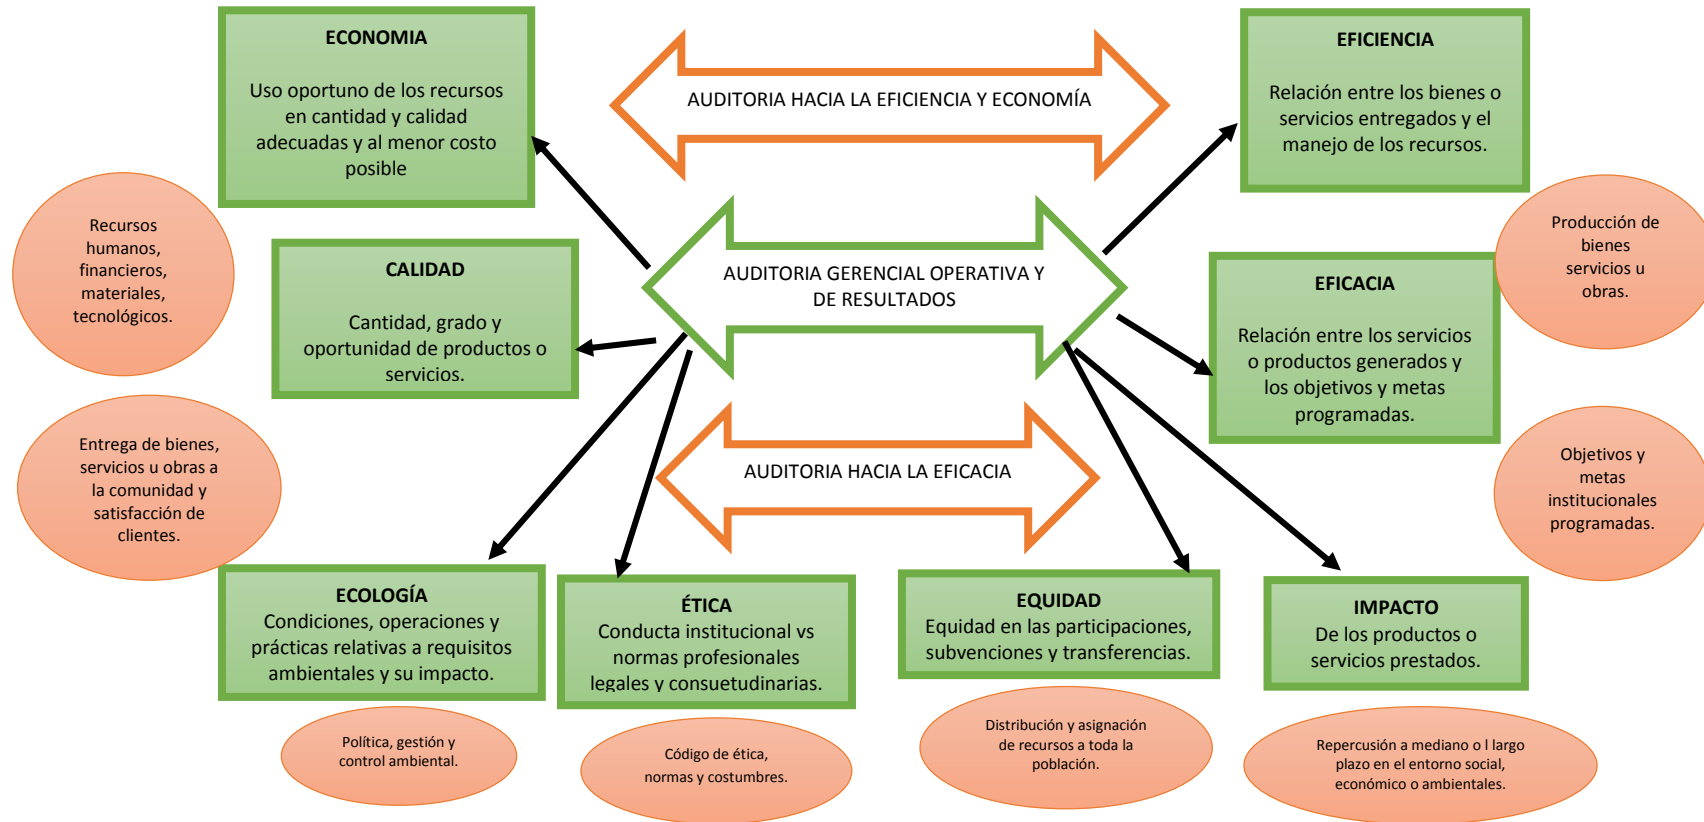 ECONOMIA
Uso oportuno de los recursos
en cantidad y calidad
adecuadas y al menor costo
posible
AUDITORIA HACIA LA EFICIENCIA Y ECONOMÍA
EFICIENCIA
Relación entre los bienes o
servicios entregados y el
manejo de los recursos.
Recursos
humanos,
financieros,
materiales,
tecnológicos.
CALIDAD
Cantidad, grado y
oportunidad de productos o
servicios.
AUDITORIA GERENCIAL OPERATIVA Y
DE RESULTADOS
EFICACIA
Relación entre los servicios
o productos generados y
los objetivos y metas
programadas.
Producción de
bienes
servicios u
obras.
Entrega de bienes,
servicios u obras a
la comunidad y
satisfacción de
clientes.
AUDITORIA HACIA LA EFICACIA
Objetivos y
metas
institucionales
programadas.
ECOLOGÍA
Condiciones, operaciones y
prácticas relativas a requisitos
ambientales y su impacto.
ÉTICA
Conducta institucional vs
normas profesionales
legales y consuetudinarias.
EQUIDAD
Equidad en las participaciones,
subvenciones y transferencias.
IMPACTO
De los productos o
servicios prestados.
Política, gestión y
control ambiental.
Código de ética,
normas y costumbres.
Distribución y asignación
de recursos a toda la
población.
Repercusión a mediano o l largo
plazo en el entorno social,
económico o ambientales.